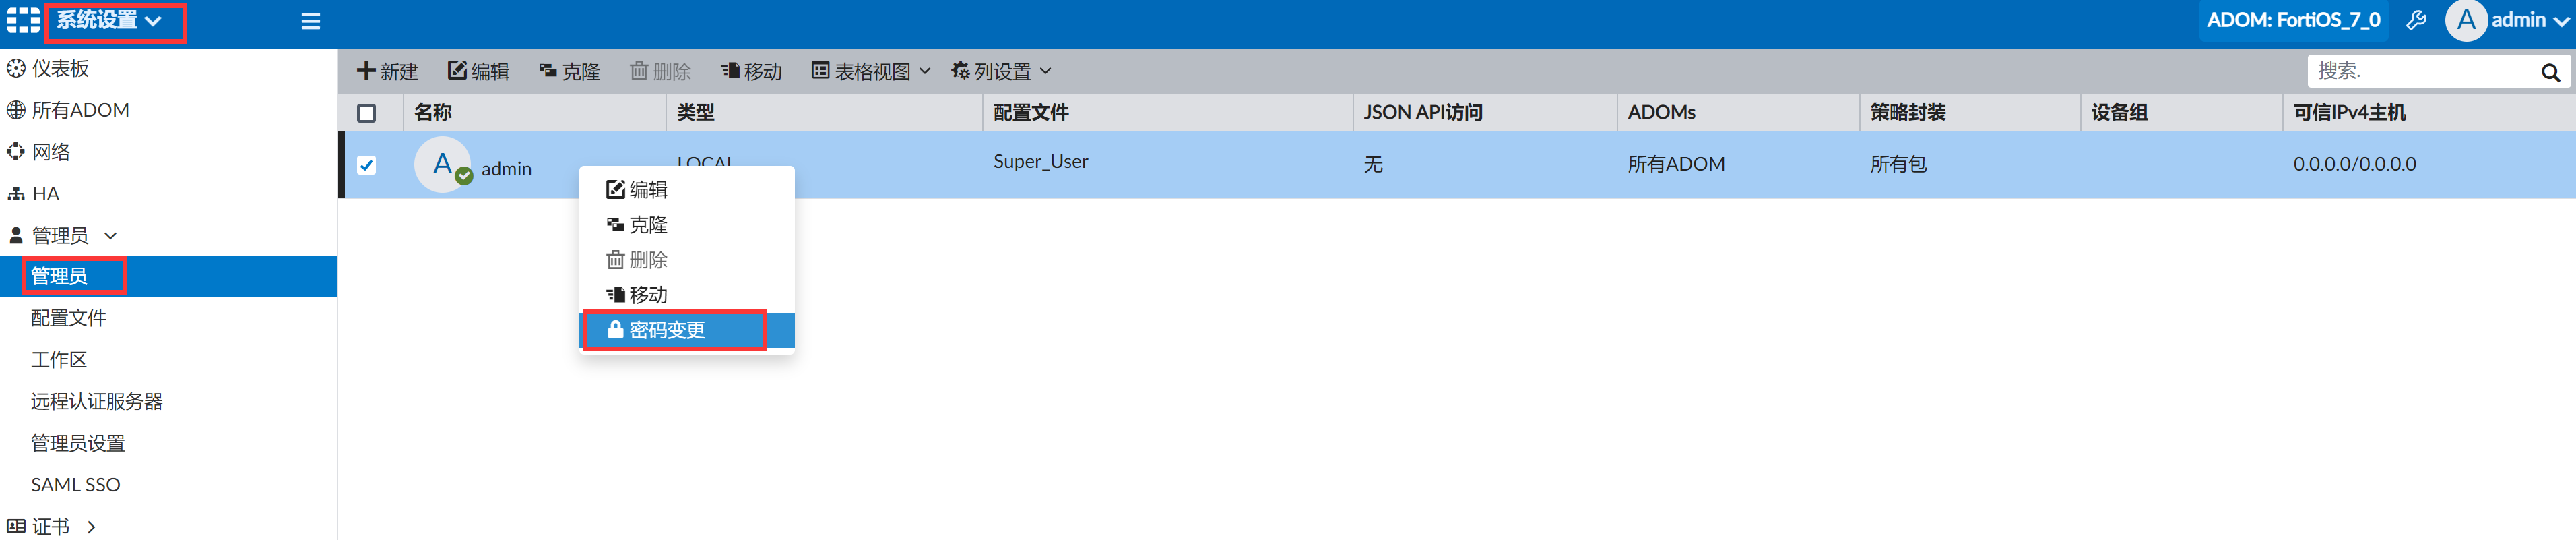 系统设置
ADOM: FortiOS_7_0
A admin
仪表板
所有ADOM
网络
HA
管理员
管理员
配置文件
工作区
远程认证服务器
管理员设置
SAML SSO
证书
新建 编辑 克隆 删除 移动 表格视图 列设置
搜索.
名称 类型 配置文件 JSON API访问 ADOMs 策略封装 设备组 可信IPv4主机
A admin LOCAL Super_User 无 所有ADOM 所有包 0.0.0.0/0.0.0.0
编辑
克隆
删除
移动
密码变更